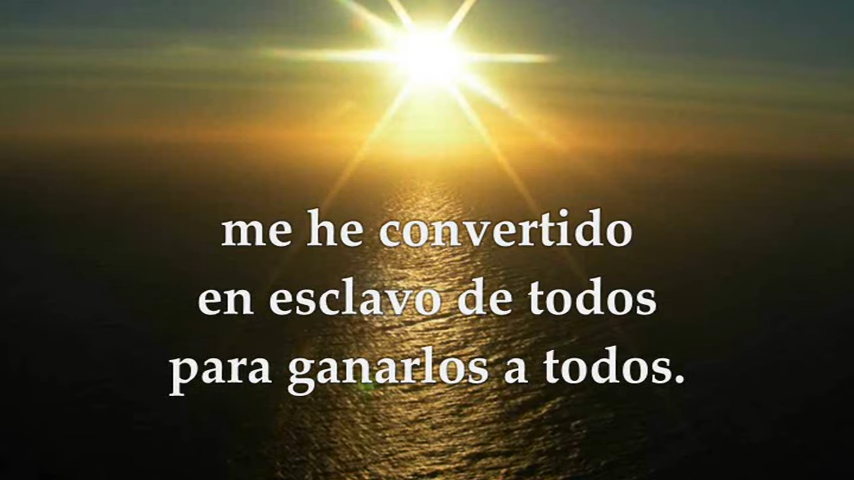 me he convertido
en esclavo de todos
para ganarlos a todos.